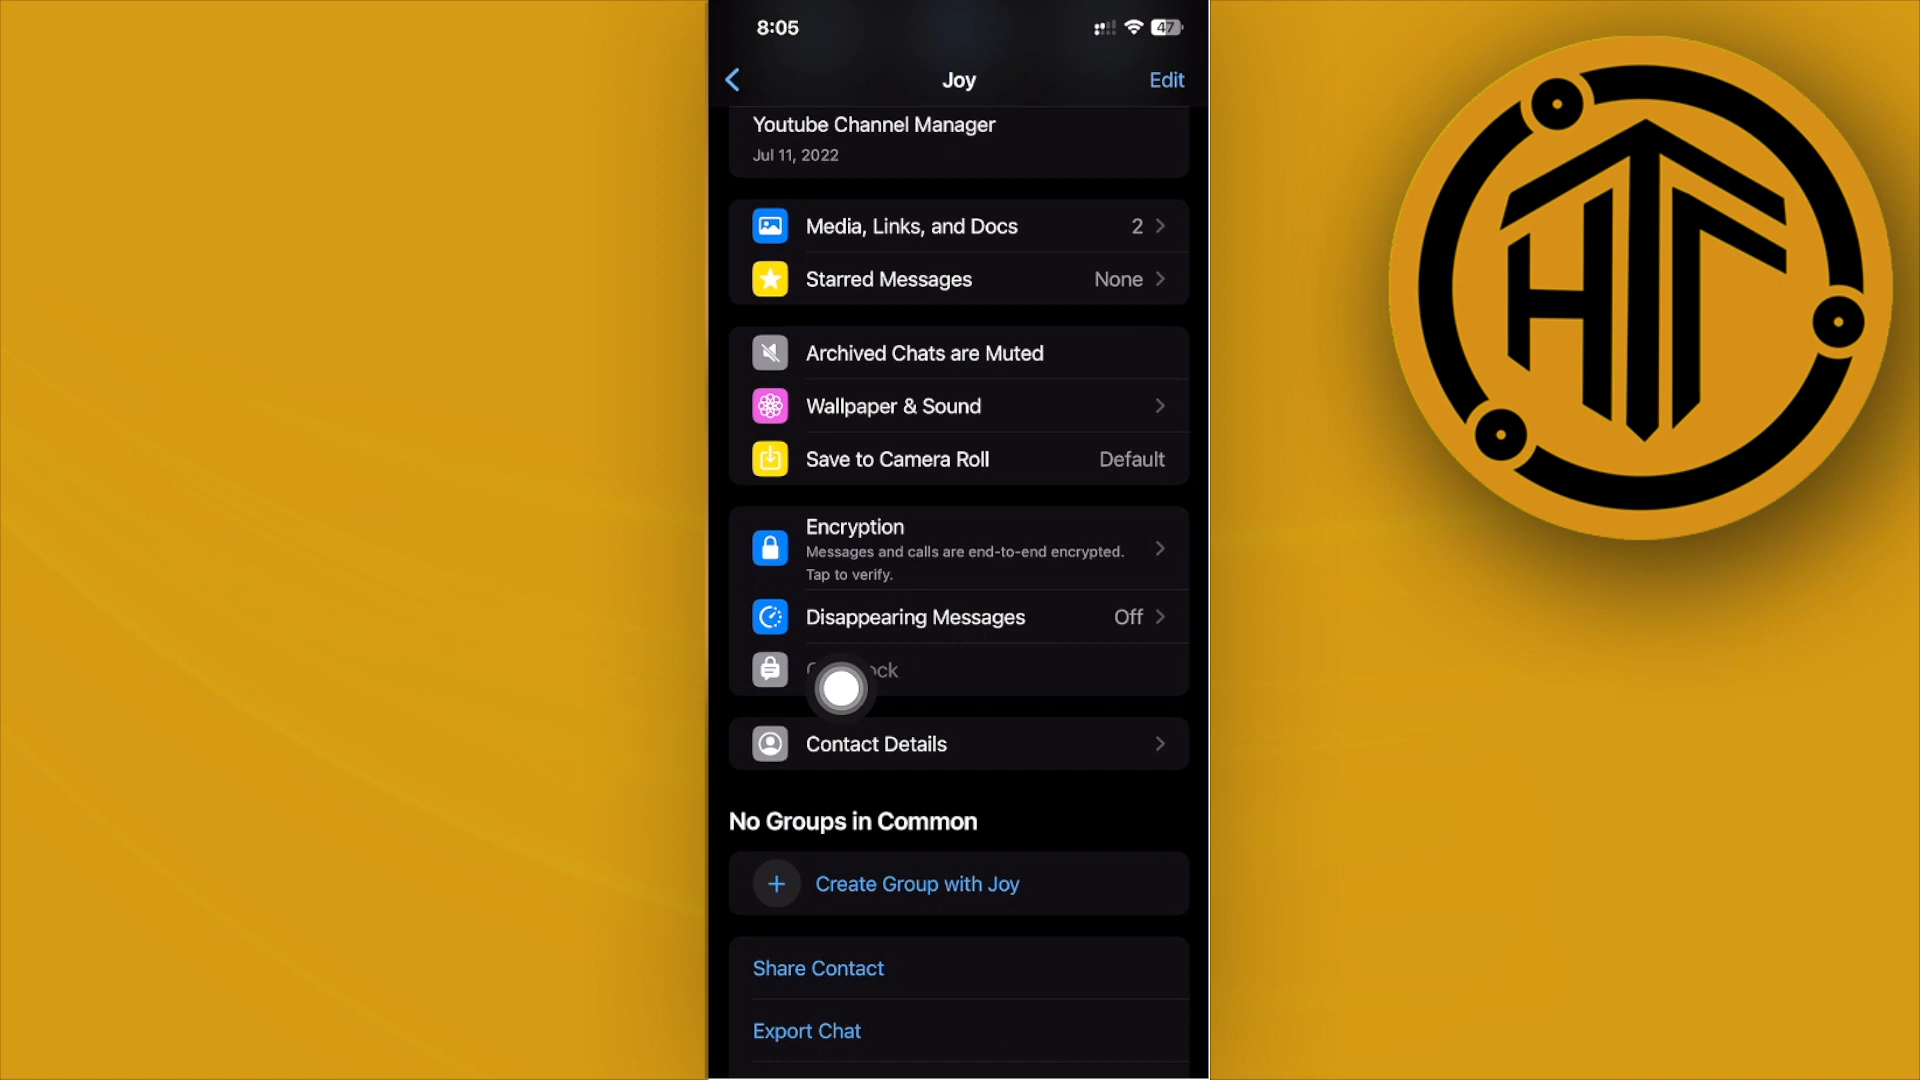 8:05
47
Joy
Edit
Youtube Channel Manager
Jul 11, 2022
Media, Links, and Docs 2
Starred Messages None
Archived Chats are Muted
Wallpaper & Sound
Save to Camera Roll Default
Encryption
Messages and calls are end-to-end encrypted.
Tap to verify.
Disappearing Messages Off
Contact Details
No Groups in Common
+ Create Group with Joy
Share Contact
Export Chat
HTT